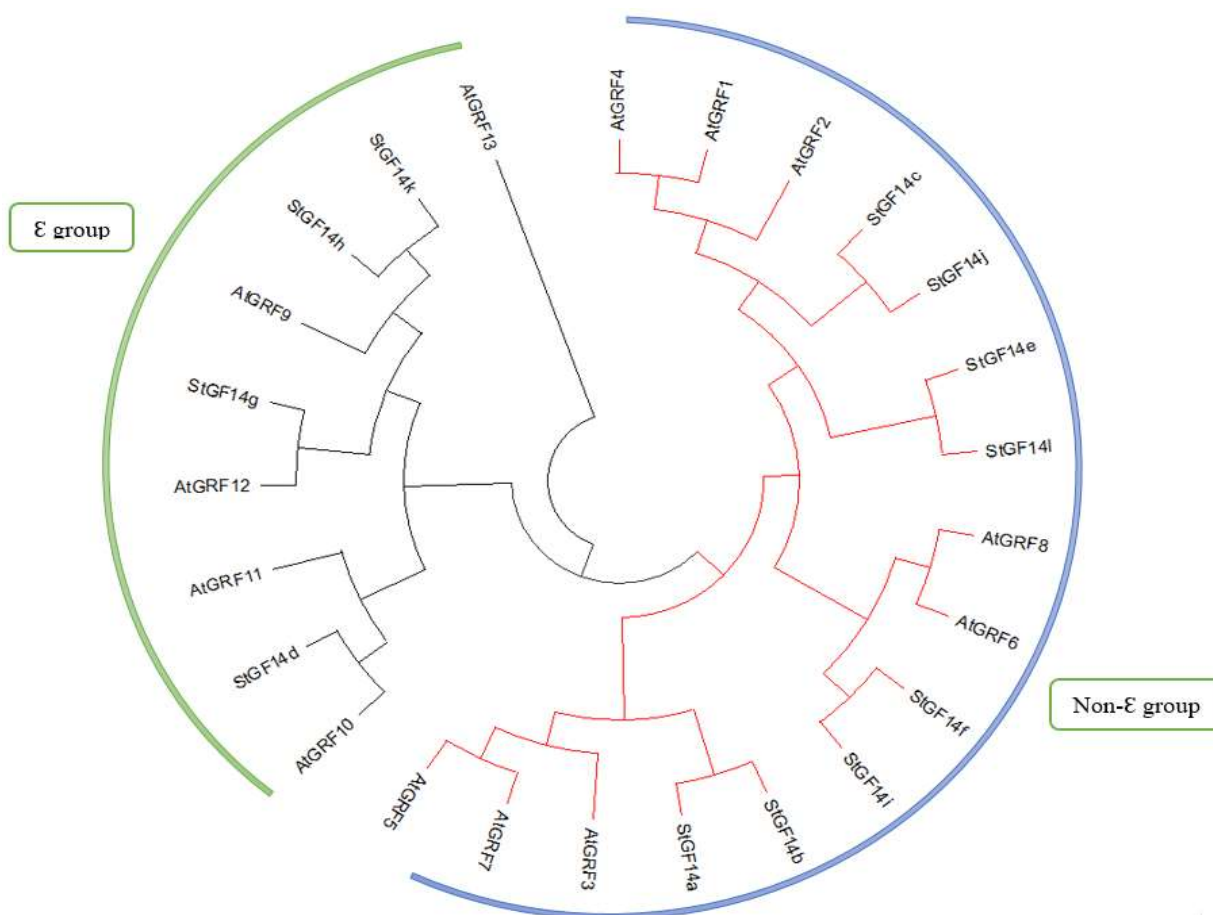 AtGRF4
AtGRF1
AtGRF2
StGF14c
StGF14j
StGF14e
StGF14l
AtGRF8
AtGRF6
StGF14f
StGF14i
StGF14b
StGF14a
AtGRF3
AtGRF7
AtGRF5
AtGRF10
StGF14d
AtGRF11
AtGRF12
StGF14g
AtGRF9
StGF14h
StGF14k
AtGRF13
Ɛ group
Non-Ɛ group